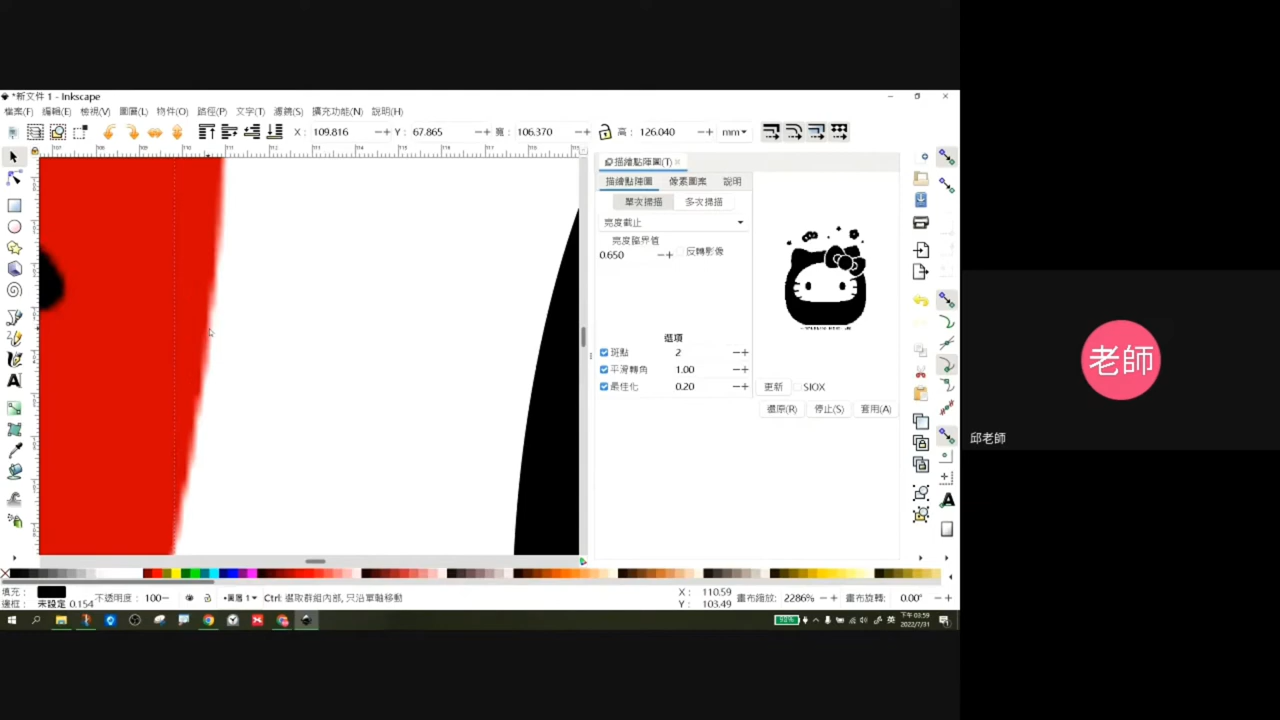 *新文件 1 - Inkscape
檔案(F) 編輯(E) 檢視(V) 圖層(L) 物件(O) 路徑(P) 文字(T) 濾鏡(S) 擴充功能(N) 說明(H)
X： 109.816 Y： 67.865 寬： 106.370 高： 126.040 mm
描繪點陣圖(T)
描繪點陣圖 像素圖案 說明
單次掃描 多次掃描
亮度截止
亮度臨界值
0.650 反轉影像
選項
斑點 2
平滑轉角 1.00
最佳化 0.20
更新 SIOX
還原(R) 停止(S) 套用(A)
老師
邱老師
填充： 不透明度： 100 圖層 1 Ctrl: 選取群組內部, 只沿單軸移動 X： 110.59 畫布縮放： 2286% 畫布旋轉： 0.00°
邊框： 未設定 0.154 Y： 103.49
英 下午 03:59
2022/7/31